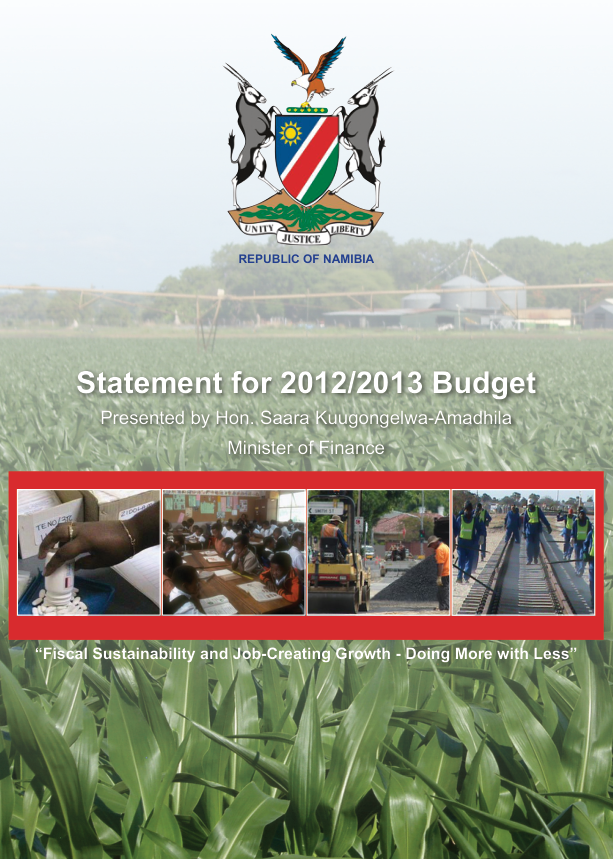 UNITY
JUSTICE
LIBERTY
REPUBLIC OF NAMIBIA
Statement for 2012/2013 Budget
Presented by Hon. Saara Kuugongelwa-Amadhila
Minister of Finance
“Fiscal Sustainability and Job-Creating Growth - Doing More with Less”